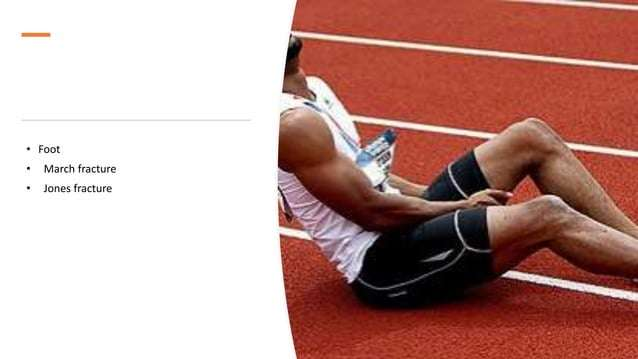 • Foot
• March fracture
• Jones fracture